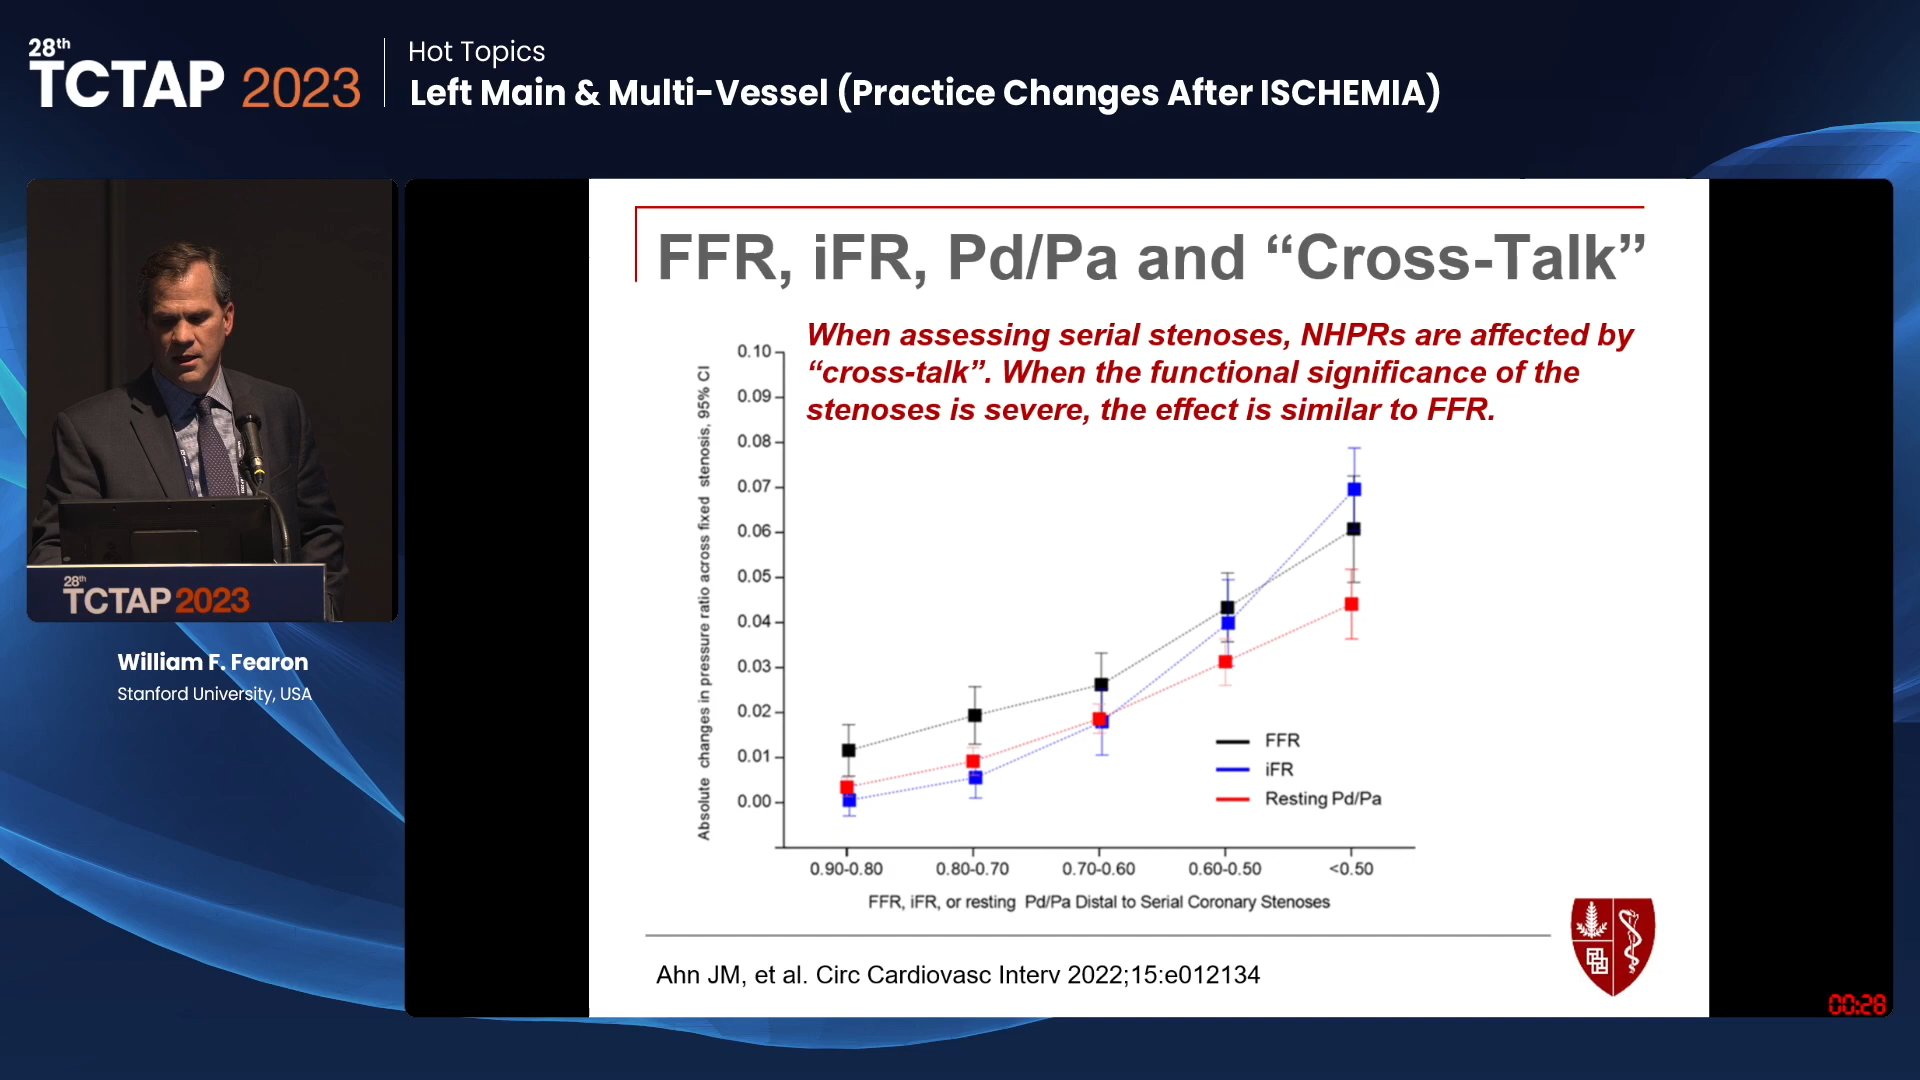 28th
TCTAP 2023
Hot Topics
Left Main & Multi-Vessel (Practice Changes After ISCHEMIA)
28th
TCTAP 2023
William F. Fearon
Stanford University, USA
FFR, iFR, Pd/Pa and “Cross-Talk”
When assessing serial stenoses, NHPRs are affected by
“cross-talk”. When the functional significance of the
stenoses is severe, the effect is similar to FFR.
Absolute changes in pressure ratio across fixed stenosis, 95% CI
0.10
0.09
0.08
0.07
0.06
0.05
0.04
0.03
0.02
0.01
0.00
FFR
iFR
Resting Pd/Pa
0.90-0.80 0.80-0.70 0.70-0.60 0.60-0.50 <0.50
FFR, iFR, or resting Pd/Pa Distal to Serial Coronary Stenoses
Ahn JM, et al. Circ Cardiovasc Interv 2022;15:e012134
00:28